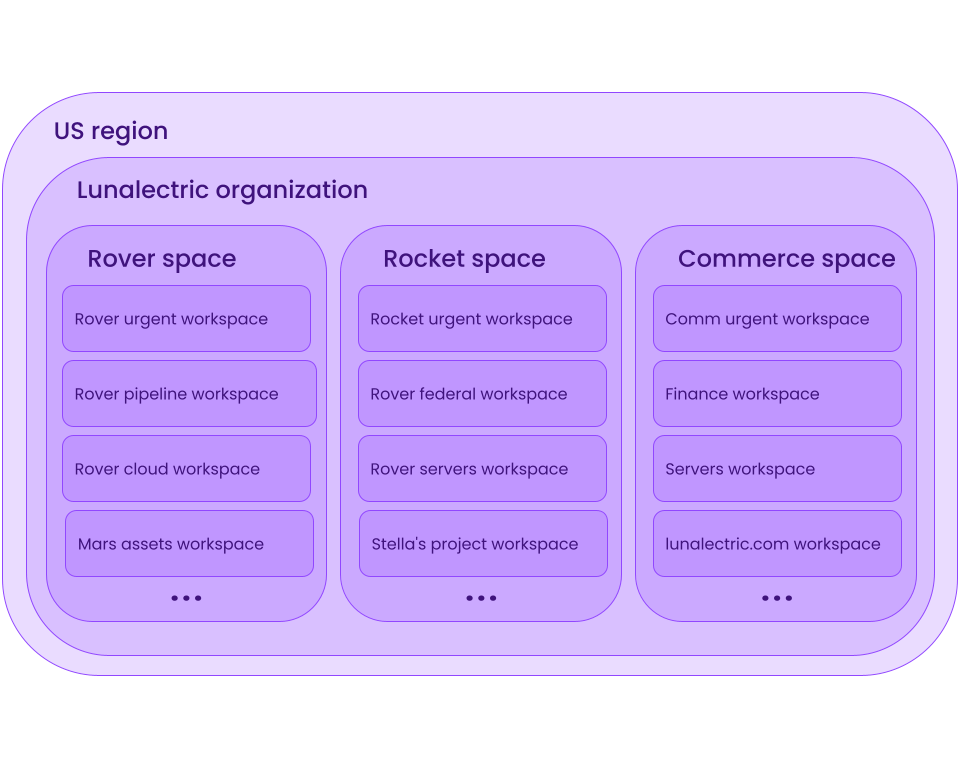 US region
Lunalectric organization
Rover space
Rover urgent workspace
Rover pipeline workspace
Rover cloud workspace
Mars assets workspace
...
Rocket space
Rocket urgent workspace
Rover federal workspace
Rover servers workspace
Stella's project workspace
...
Commerce space
Comm urgent workspace
Finance workspace
Servers workspace
lunalectric.com workspace
...